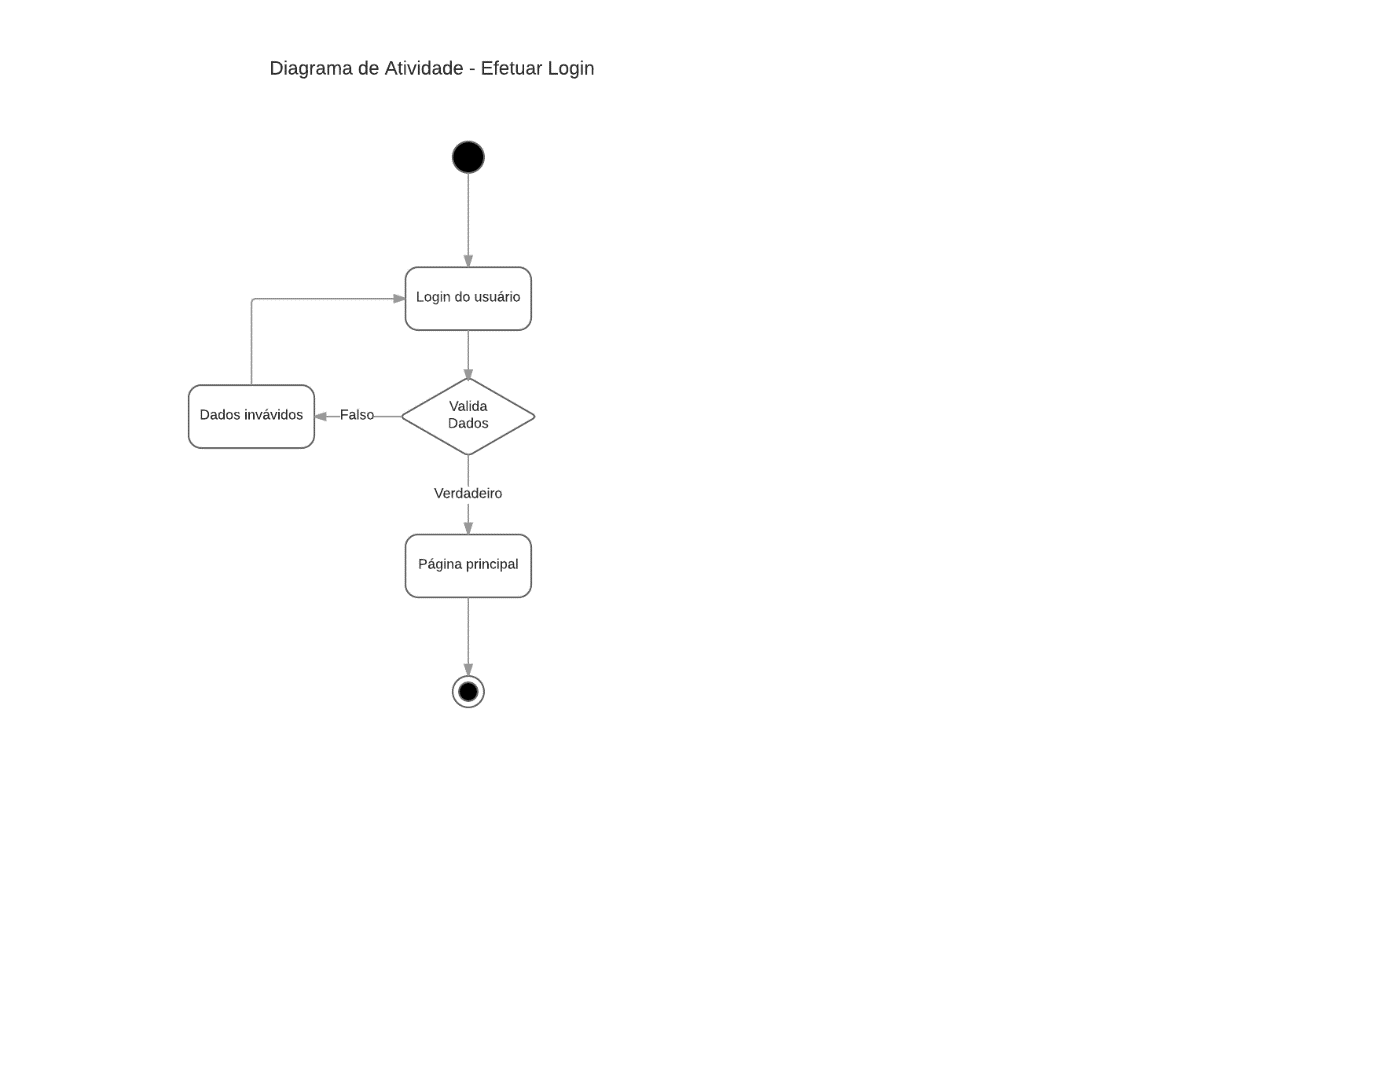 Diagrama de Atividade - Efetuar Login
Login do usuário
Valida
Dados
Falso
Dados invávidos
Verdadeiro
Página principal